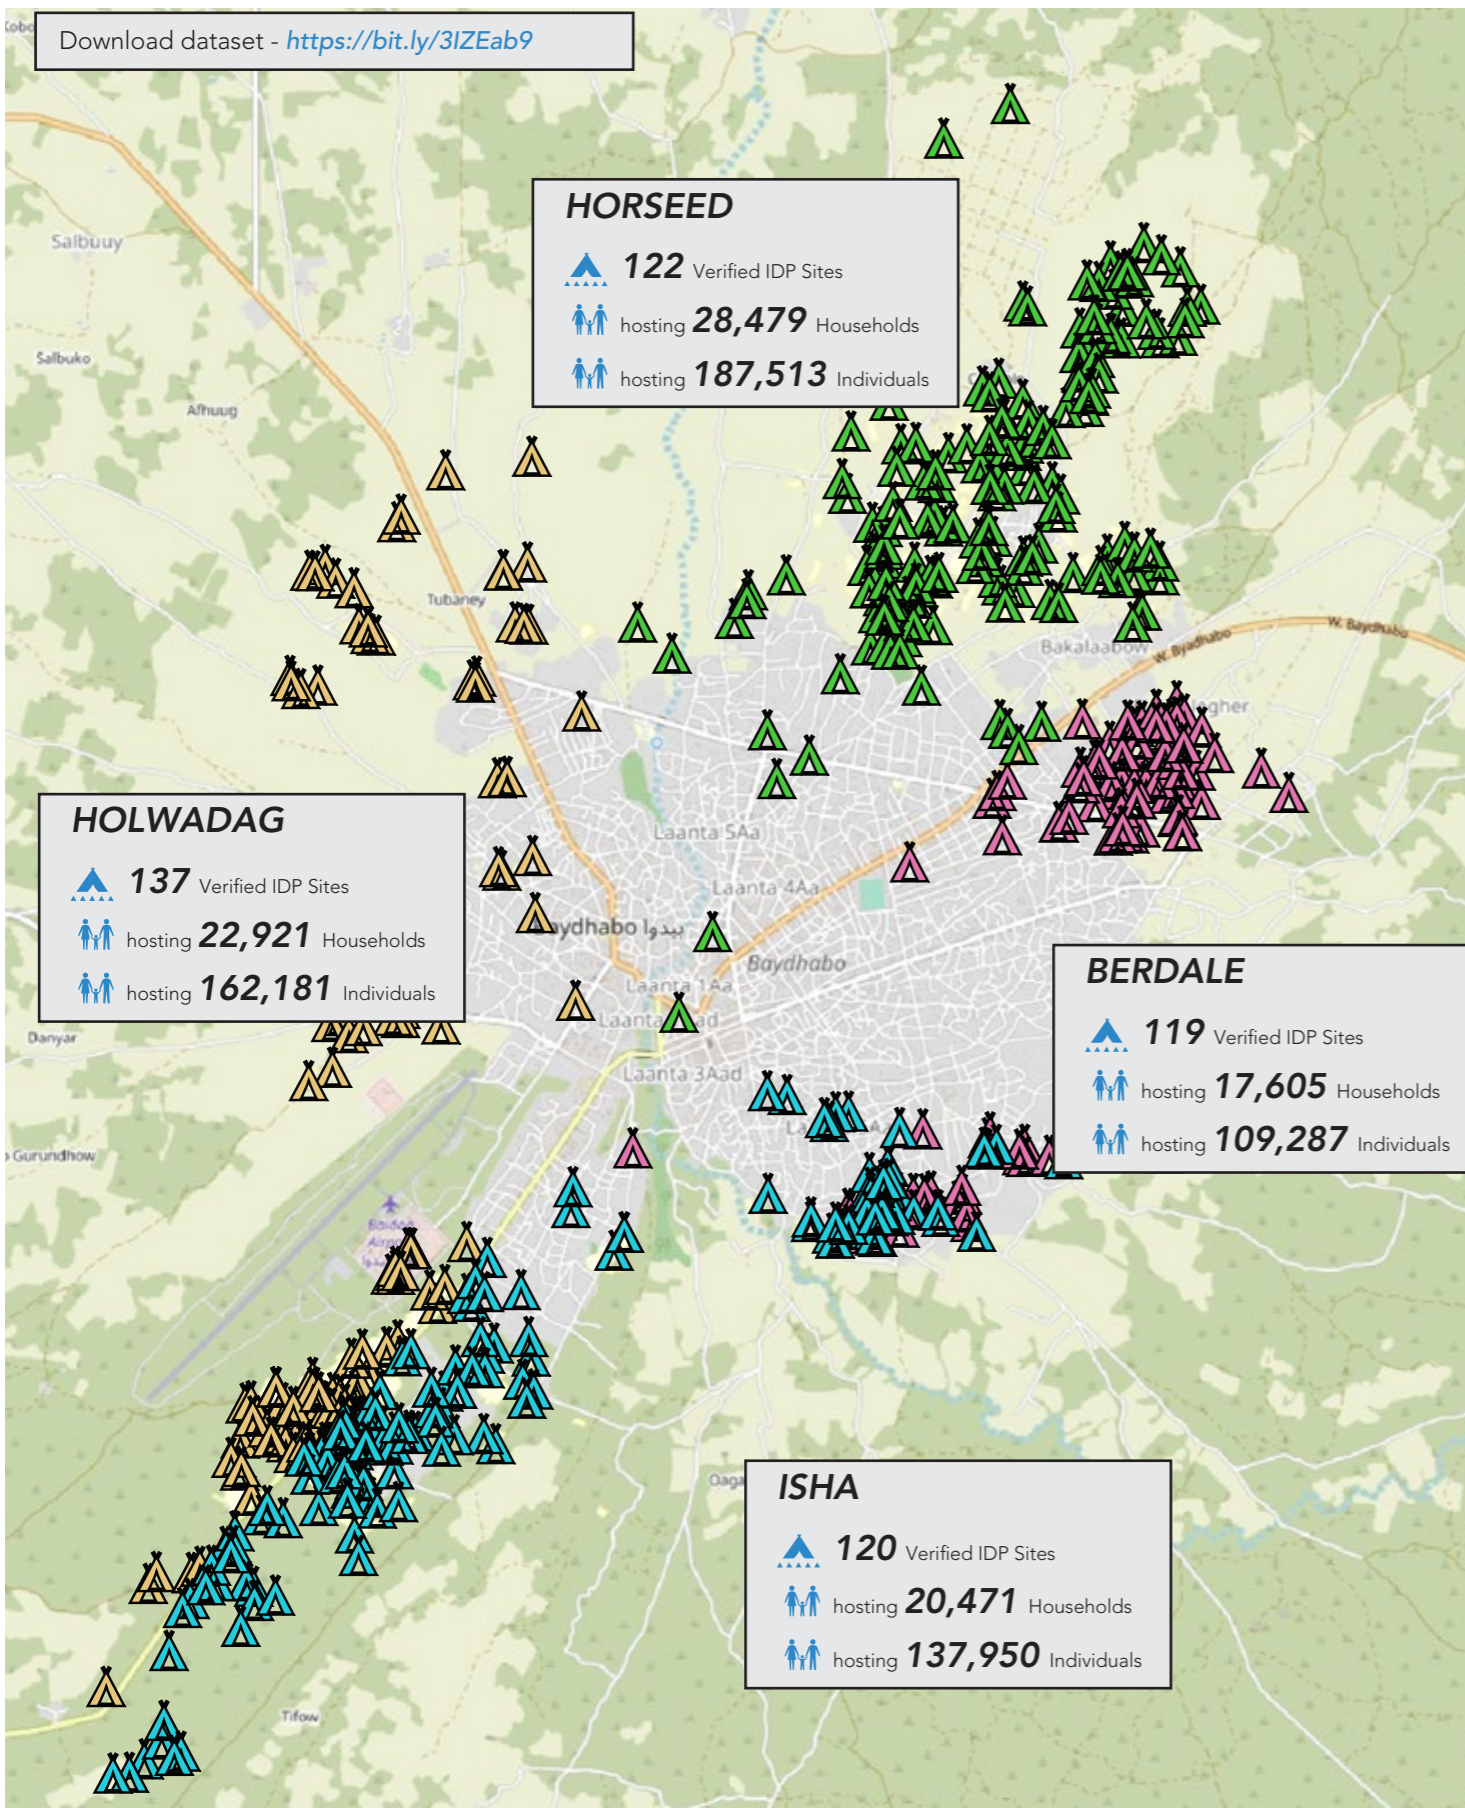 Download dataset - https://bit.ly/3IZEab9
HORSEED
122 Verified IDP Sites
hosting 28,479 Households
hosting 187,513 Individuals
Salbuuy
Salbuko
Afhuug
Tubaney
Bakalaabow
W. Byadhabo
W. Baydhabo
HOLWADAG
137 Verified IDP Sites
hosting 22,921 Households
hosting 162,181 Individuals
Laanta 5Aa
Laanta 4Aa
Baydhabo بيدوا
Baydhabo
Laanta 1Aa
Laanta
Laanta 3Aad
Danyar
Gurundhow
BERDALE
119 Verified IDP Sites
hosting 17,605 Households
hosting 109,287 Individuals
ISHA
120 Verified IDP Sites
hosting 20,471 Households
hosting 137,950 Individuals
Tifow